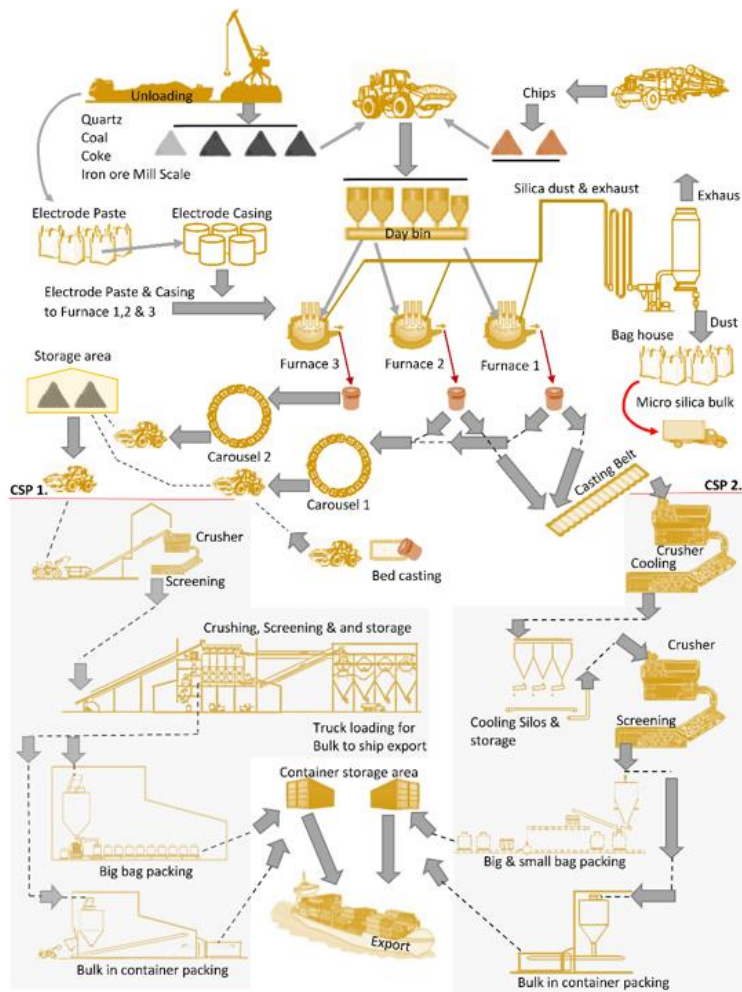 Unloading
Quartz
Coal
Coke
Iron ore Mill Scale
Chips
Electrode Paste
Electrode Casing
Day bin
Silica dust & exhaust
Exhaus
Electrode Paste & Casing
to Furnace 1,2 & 3
Dust
Bag house
Furnace 3
Furnace 2
Furnace 1
Storage area
Micro silica bulk
Carousel 2
Carousel 1
Casting Belt
CSP 1.
CSP 2.
Crusher
Screening
Bed casting
Crusher
Cooling
Crushing, Screening & and storage
Crusher
Truck loading for
Bulk to ship export
Cooling Silos &
storage
Screening
Container storage area
Big bag packing
Big & small bag packing
Export
Bulk in container packing
Bulk in container packing